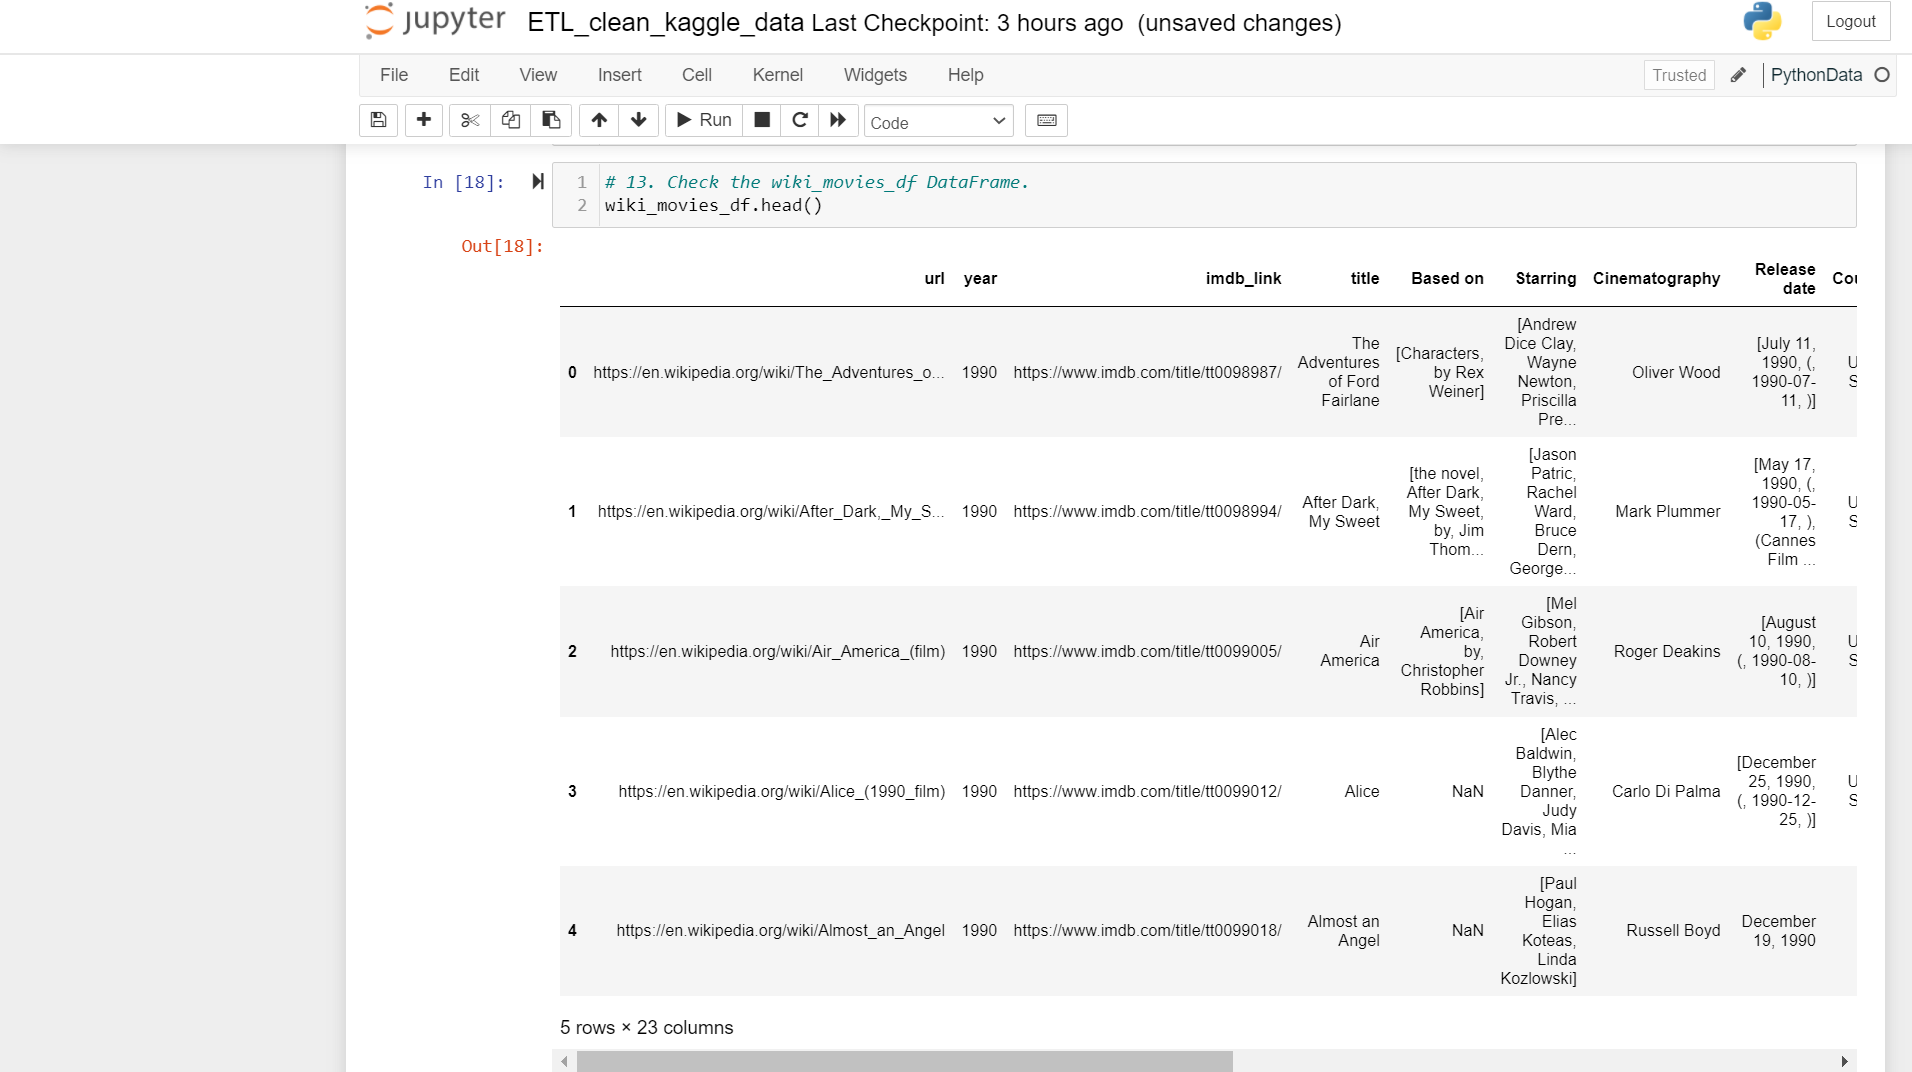 jupyter ETL_clean_kaggle_data Last Checkpoint: 3 hours ago (unsaved changes) Logout
File Edit View Insert Cell Kernel Widgets Help Trusted PythonData
Run Code
In [18]:
1 # 13. Check the wiki_movies_df DataFrame.
2 wiki_movies_df.head()
Out[18]:
url year imdb_link title Based on Starring Cinematography Release date Cou
0 https://en.wikipedia.org/wiki/The_Adventures_o... 1990 https://www.imdb.com/title/tt0098987/ The Adventures of Ford Fairlane [Characters, by Rex Weiner] [Andrew Dice Clay, Wayne Newton, Priscilla Pre... Oliver Wood [July 11, 1990, (, 1990-07-11, )] U S
1 https://en.wikipedia.org/wiki/After_Dark,_My_S... 1990 https://www.imdb.com/title/tt0098994/ After Dark, My Sweet [the novel, After Dark, My Sweet, by, Jim Thom... [Jason Patric, Rachel Ward, Bruce Dern, George... Mark Plummer [May 17, 1990, (, 1990-05-17, ), (Cannes Film ... U S
2 https://en.wikipedia.org/wiki/Air_America_(film) 1990 https://www.imdb.com/title/tt0099005/ Air America [Air America, by, Christopher Robbins] [Mel Gibson, Robert Downey Jr., Nancy Travis, ... Roger Deakins [August 10, 1990, (, 1990-08-10, )] U S
3 https://en.wikipedia.org/wiki/Alice_(1990_film) 1990 https://www.imdb.com/title/tt0099012/ Alice NaN [Alec Baldwin, Blythe Danner, Judy Davis, Mia ... Carlo Di Palma [December 25, 1990, (, 1990-12-25, )] U S
4 https://en.wikipedia.org/wiki/Almost_an_Angel 1990 https://www.imdb.com/title/tt0099018/ Almost an Angel NaN [Paul Hogan, Elias Koteas, Linda Kozlowski] Russell Boyd December 19, 1990
5 rows × 23 columns